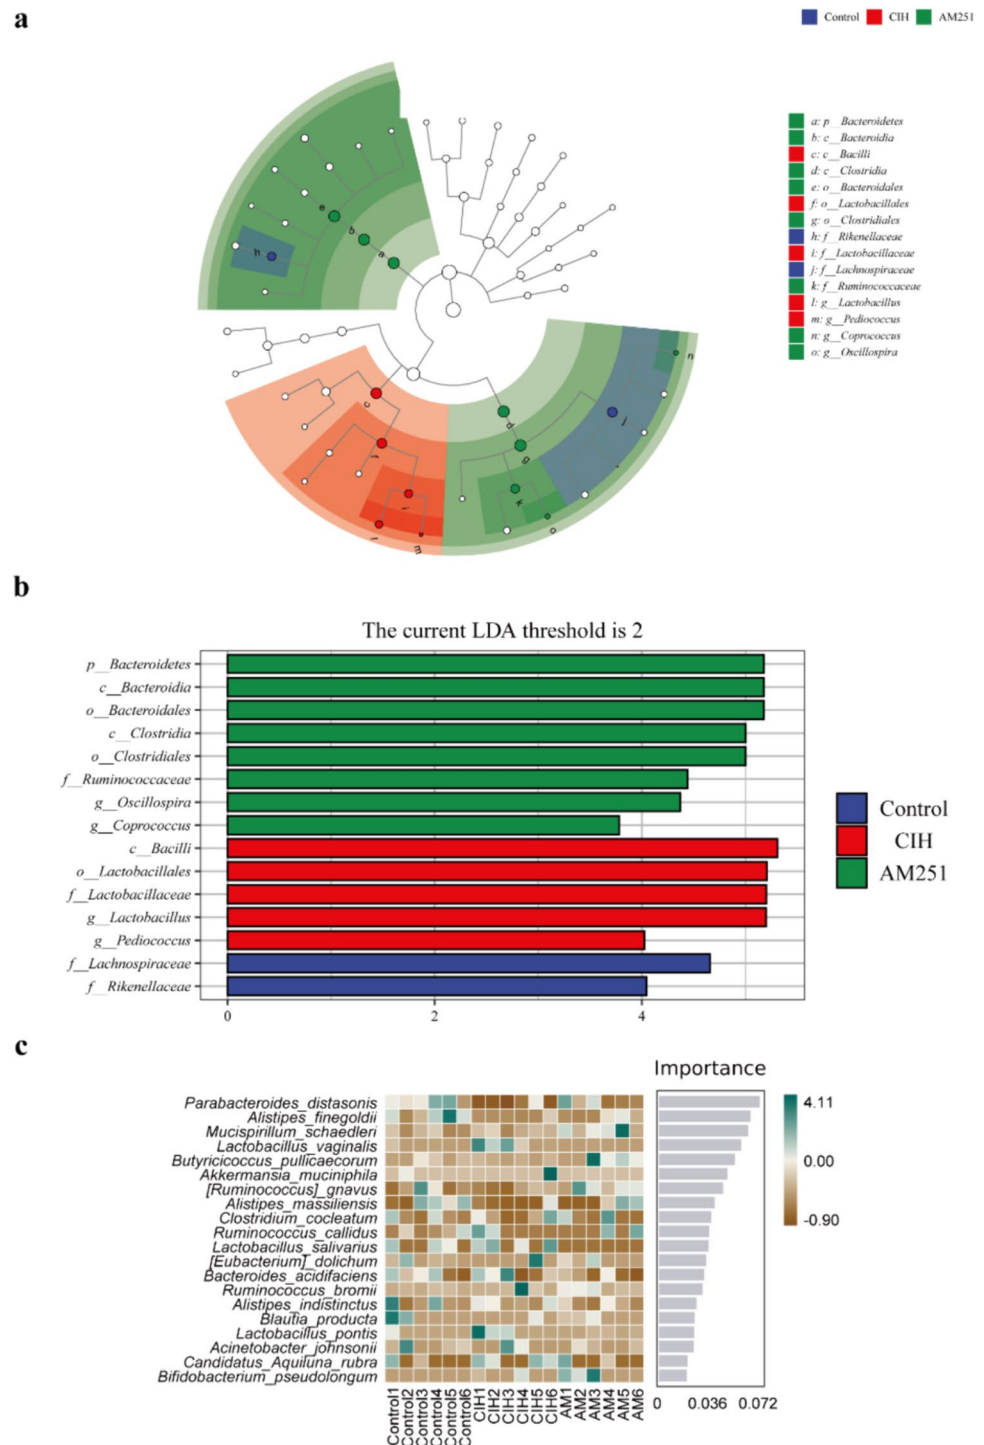 a
Control CIH AM251
a: p__Bacteroidetes
b: c__Bacteroidia
c: c__Bacilli
d: c__Clostridia
e: o__Bacteroidales
f: o__Lactobacillales
g: o__Clostridiales
h: f__Rikenellaceae
i: f__Lactobacillaceae
j: f__Lachnospiraceae
k: f__Ruminococcaceae
l: g__Lactobacillus
m: g__Pediococcus
n: g__Coprococcus
o: g__Oscillospira
e
b
a
h
c
f
i
l
m
d
g
k
o
j
n
b
The current LDA threshold is 2
p__Bacteroidetes
c__Bacteroidia
o__Bacteroidales
c__Clostridia
o__Clostridiales
f__Ruminococcaceae
g__Oscillospira
g__Coprococcus
c__Bacilli
o__Lactobacillales
f__Lactobacillaceae
g__Lactobacillus
g__Pediococcus
f__Lachnospiraceae
f__Rikenellaceae
0 2 4
Control
CIH
AM251
c
Importance
Parabacteroides_distasonis
Alistipes_finegoldii
Mucispirillum_schaedleri
Lactobacillus_vaginalis
Butyricicoccus_pullicaecorum
Akkermansia_muciniphila
[Ruminococcus]_gnavus
Alistipes_massiliensis
Clostridium_cocleatum
Ruminococcus_callidus
Lactobacillus_salivarius
[Eubacterium]_dolichum
Bacteroides_acidifaciens
Ruminococcus_bromii
Alistipes_indistinctus
Blautia_producta
Lactobacillus_pontis
Acinetobacter_johnsonii
Candidatus_Aquiluna_rubra
Bifidobacterium_pseudolongum
4.11
0.00
-0.90
Control1
Control2
Control3
Control4
Control5
Control6
CIH1
CIH2
CIH3
CIH4
CIH5
CIH6
AM1
AM2
AM3
AM4
AM5
AM6
0 0.036 0.072